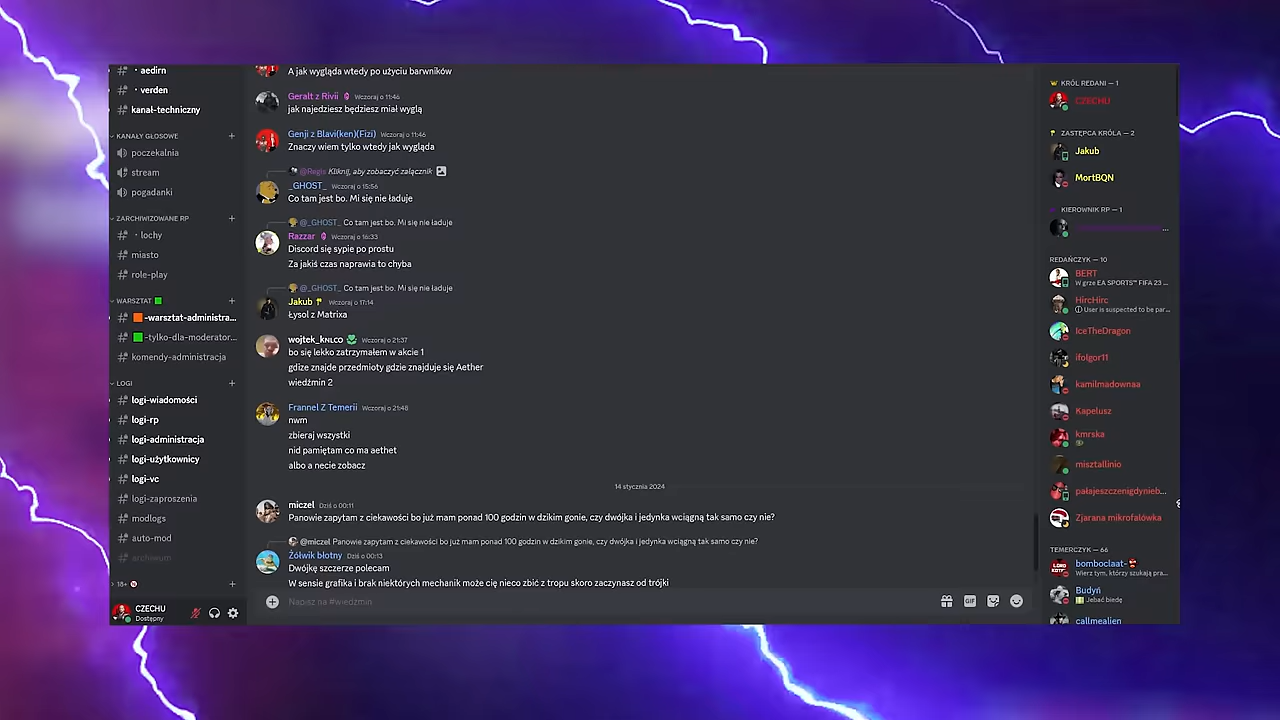 aedirn
verden
kanał-techniczny
KANAŁY GŁOSOWE
poczekalnia
stream
pogadanki
ZARCHIWIZOWANE RP
lochy
miasto
role-play
WARSZTAT
-warsztat-administra...
-tylko-dla-moderator...
komendy-administracja
LOGI
logi-wiadomości
logi-rp
logi-administracja
logi-użytkownicy
logi-vc
logi-zaproszenia
modlogs
auto-mod
archiwum
18+
CZECHU
Dostępny
A jak wygląda wtedy po użyciu barwników
Geralt z Rivii Wczoraj o 11:46
jak najedziesz będziesz miał wyglą
Genji z Blavi(ken)(Fizi) Wczoraj o 11:46
Znaczy wiem tylko wtedy jak wygląda
@Regis Kliknij, aby zobaczyć załącznik
_GHOST_ Wczoraj o 15:56
Co tam jest bo. Mi się nie ładuje
@_GHOST_ Co tam jest bo. Mi się nie ładuje
Razzar Wczoraj o 16:33
Discord się sypie po prostu
Za jakiś czas naprawia to chyba
@_GHOST_ Co tam jest bo. Mi się nie ładuje
Jakub Wczoraj o 17:14
Łysol z Matrixa
wojtek_knlco Wczoraj o 21:37
bo się lekko zatrzymałem w akcie 1
gdize znajde przedmioty gdzie znajduje się Aether
wiedźmin 2
Frannel Z Temerii Wczoraj o 21:48
nwm
zbieraj wszystki
nid pamiętam co ma aethet
albo a necie zobacz
14 stycznia 2024
miczel Dziś o 00:11
Panowie zapytam z ciekawości bo już mam ponad 100 godzin w dzikim gonie, czy dwójka i jedynka wciągną tak samo czy nie?
@miczel Panowie zapytam z ciekawości bo już mam ponad 100 godzin w dzikim gonie, czy dwójka i jedynka wciągną tak samo czy nie?
Żółwik błotny Dziś o 00:13
Dwójkę szczerze polecam
W sensie grafika i brak niektórych mechanik może cię nieco zbić z tropu skoro zaczynasz od trójki
Napisz na #wiedźmin
GIF
KRÓL REDANI — 1
CZECHU
ZASTĘPCA KRÓLA — 2
Jakub
MortBQN
KIEROWNIK RP — 1
REDAŃCZYK — 10
BERT
W grze EA SPORTS™ FIFA 23 ...
HircHirc
User is suspected to be par...
IceTheDragon
ifolgor11
kamilmadownaa
Kapelusz
kmrska
misztallinio
pałajeszczenigdynieb...
Zjarana mikrofalówka
TEMERCZYK — 66
bomboclaat-
Wierz tym, którzy szukają pra...
Budyń
Jebać biedę
callmealien